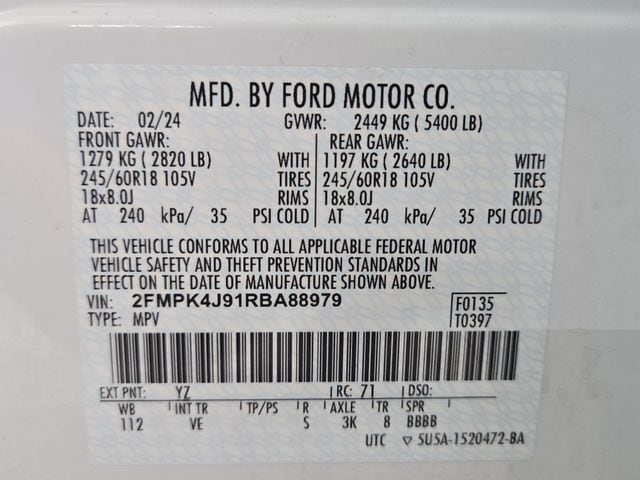 MFD. BY FORD MOTOR CO.
DATE: 02/24 GVWR: 2449 KG ( 5400 LB)
FRONT GAWR: REAR GAWR:
1279 KG ( 2820 LB) WITH 1197 KG ( 2640 LB) WITH
245/60R18 105V TIRES 245/60R18 105V TIRES
18x8.0J RIMS 18x8.0J RIMS
AT 240 kPa/ 35 PSI COLD AT 240 kPa/ 35 PSI COLD
THIS VEHICLE CONFORMS TO ALL APPLICABLE FEDERAL MOTOR
VEHICLE SAFETY AND THEFT PREVENTION STANDARDS IN
EFFECT ON THE DATE OF MANUFACTURE SHOWN ABOVE.
VIN: 2FMPK4J91RBA88979 F0135
TYPE: MPV T0397
EXT PNT: YZ RC: 71 DSO:
WB INT TR TP/PS R AXLE TR SPR
112 VE S 3K 8 BBBB
UTC ▽ 5U5A-1520472-BA